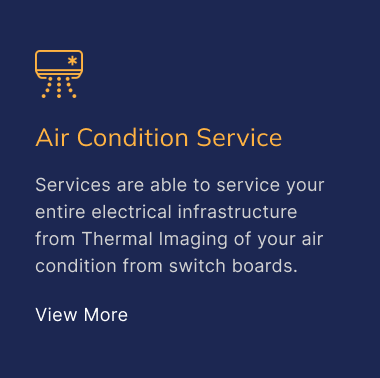 Air Condition Service
Services are able to service your
entire electrical infrastructure
from Thermal Imaging of your air
condition from switch boards.
View More